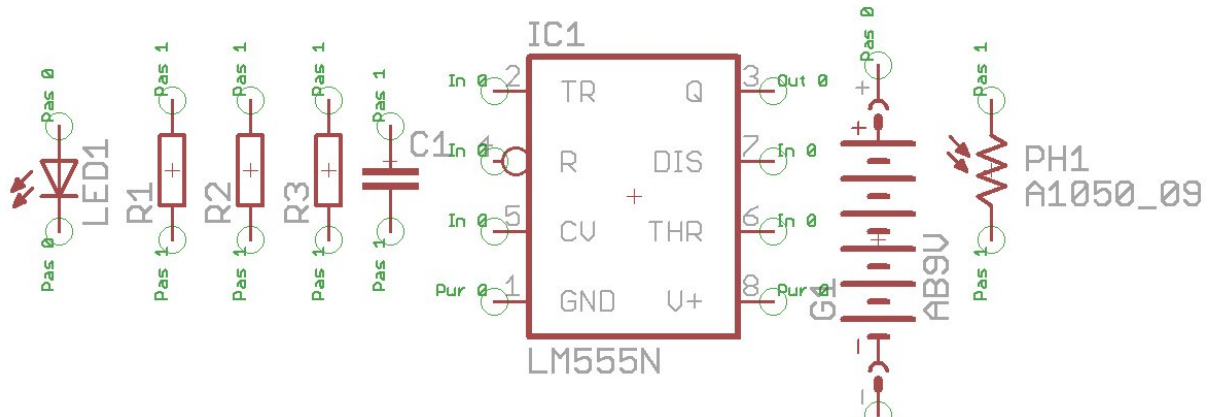 Pas 0
LED1
Pas 0
Pas 1
R1
Pas 1
Pas 1
R2
Pas 1
Pas 1
R3
Pas 1
Pas 1
C1
Pas 1
IC1
In 0 2 TR Q 3 Out 0
In 0 4 R DIS 7 In 0
In 0 5 CV THR 6 In 0
Pwr 0 1 GND V+ 8 Pwr 0
LM555N
Pas 0
+
+
G1
AB9V
-
-
Pas 1
PH1
A1050_09
Pas 1